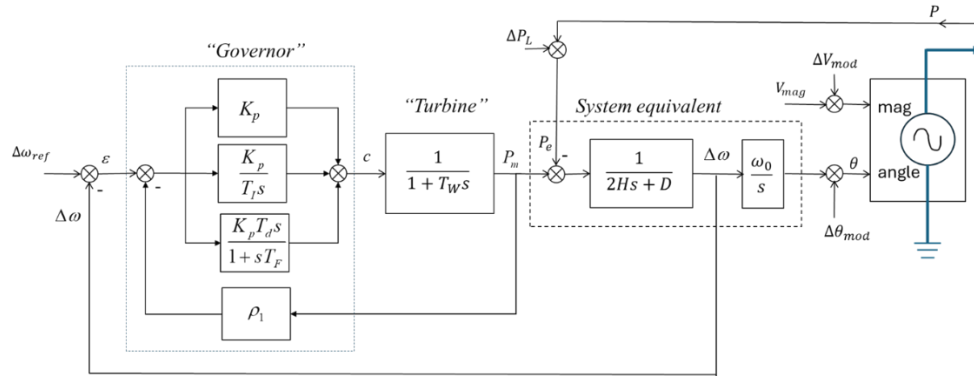 P
ΔP_L
"Governor"
ΔV_mod
V_mag
mag
K_p
"Turbine"
System equivalent
Δω_ref
ε
-
-
K_p
T_I s
c
1
1 + T_W s
P_m
P_e
-
1
2Hs + D
Δω
ω_0
s
θ
angle
Δω
K_p T_d s
1 + sT_F
Δθ_mod
ρ_1